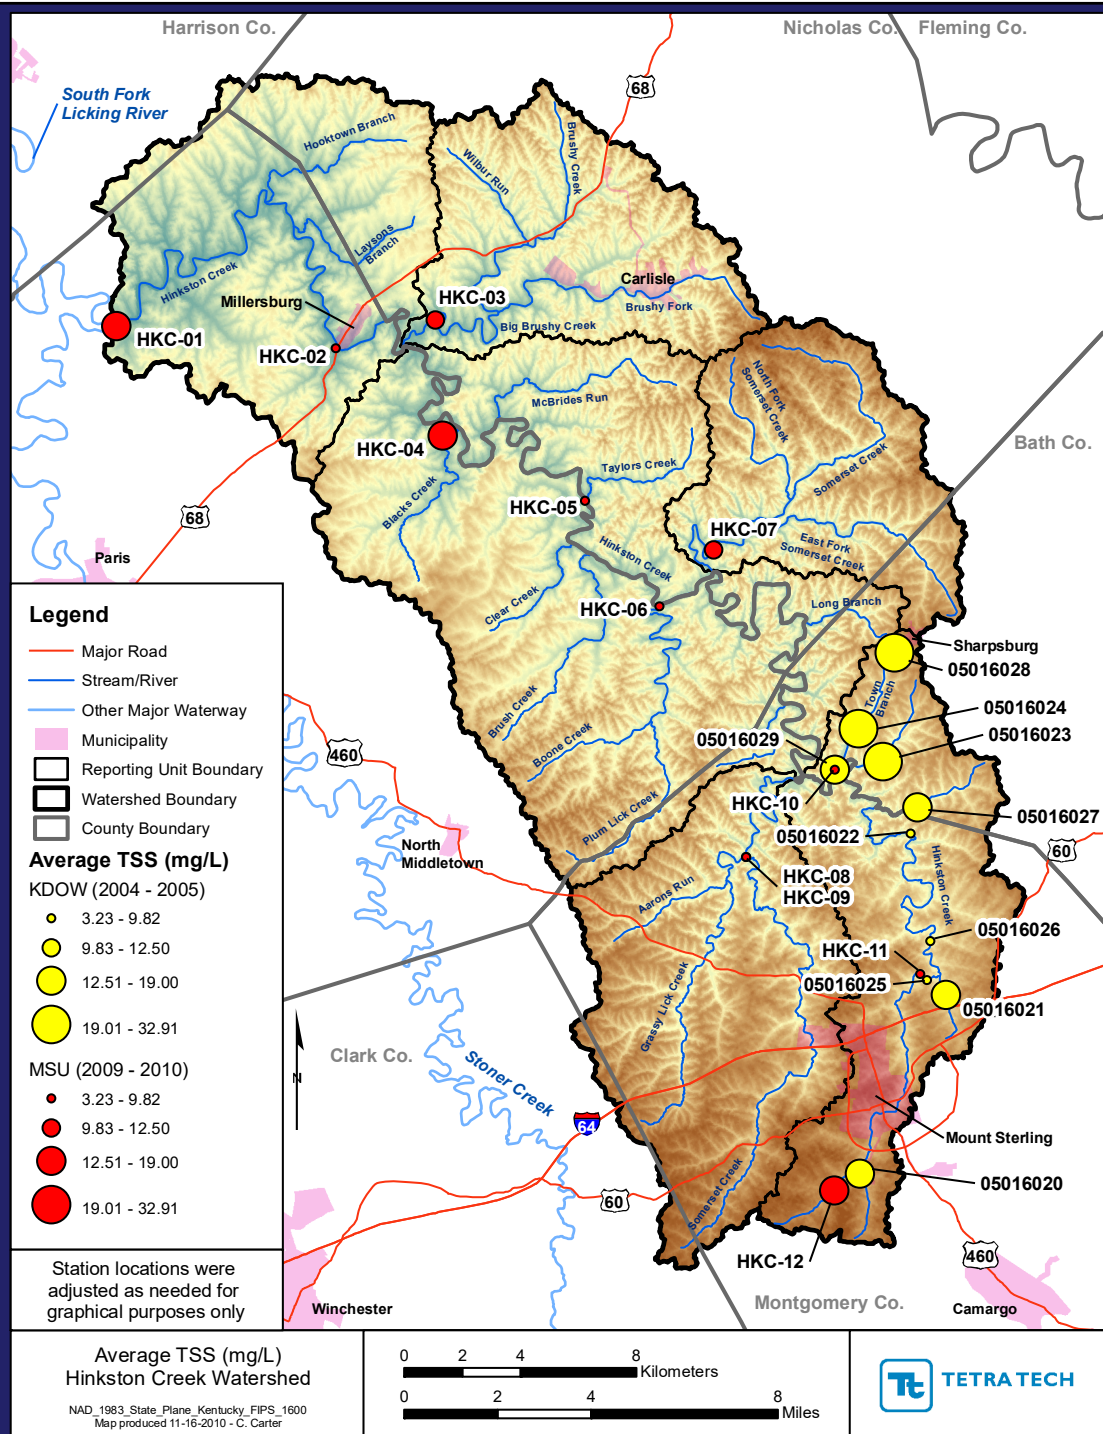 Harrison Co.
Nicholas Co.
Fleming Co.
South Fork
Licking River
68
Hooktown Branch
Wilbur Run
Brushy Creek
Laysons
Branch
Hinkston Creek
Millersburg
Carlisle
HKC-03
Brushy Fork
HKC-01
HKC-02
Big Brushy Creek
North Fork
Somerset Creek
McBrides Run
HKC-04
Bath Co.
Taylors Creek
Somerset Creek
Blacks Creek
HKC-05
68
HKC-07
East Fork
Somerset Creek
Paris
Hinkston Creek
Clear Creek
HKC-06
Long Branch
Sharpsburg
05016028
Town
Branch
05016024
Brush Creek
05016029
05016023
Boone Creek
460
HKC-10
05016027
Plum Lick Creek
05016022
North
Middletown
60
HKC-08
HKC-09
Hinkston Creek
Aarons Run
05016026
HKC-11
05016025
05016021
Grassy Lick Creek
Clark Co.
Stoner Creek
64
Mount Sterling
05016020
60
Somerset Creek
HKC-12
460
Montgomery Co.
Camargo
Winchester
N
Legend
Major Road
Stream/River
Other Major Waterway
Municipality
Reporting Unit Boundary
Watershed Boundary
County Boundary
Average TSS (mg/L)
KDOW (2004 - 2005)
3.23 - 9.82
9.83 - 12.50
12.51 - 19.00
19.01 - 32.91
MSU (2009 - 2010)
3.23 - 9.82
9.83 - 12.50
12.51 - 19.00
19.01 - 32.91
Station locations were
adjusted as needed for
graphical purposes only
Average TSS (mg/L)
Hinkston Creek Watershed
NAD_1983_State_Plane_Kentucky_FIPS_1600
Map produced 11-16-2010 - C. Carter
0 2 4 8
Kilometers
0 2 4 8
Miles
Tt TETRA TECH